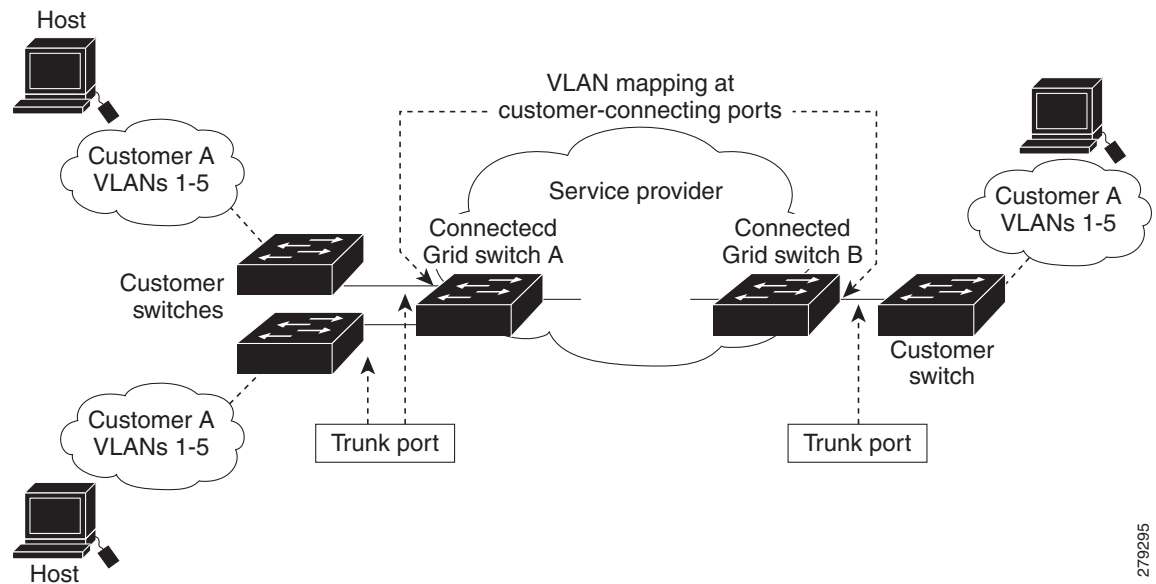 Host
VLAN mapping at
customer-connecting ports
Customer A
VLANs 1-5
Service provider
Customer A
VLANs 1-5
Connectecd
Grid switch A
Connected
Grid switch B
Customer
switches
Customer
switch
Customer A
VLANs 1-5
Trunk port
Trunk port
Host
279295